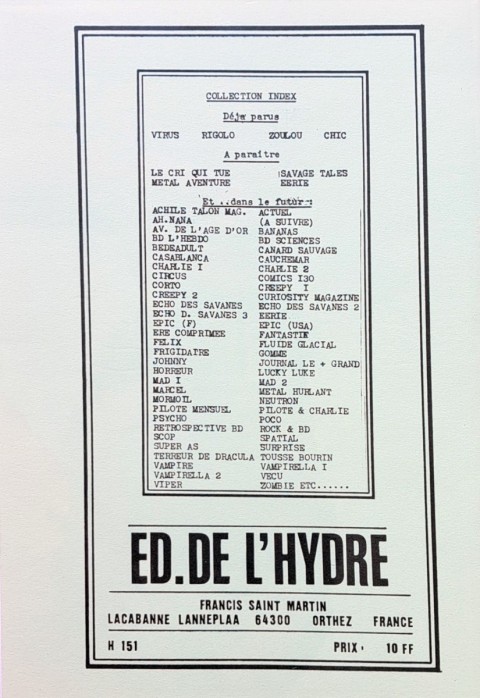 COLLECTION INDEX
Déja parus
VIRUS RIGOLO ZOULOU CHIC
A paraitre
LE CRI QUI TUE SAVAGE TALES
METAL AVENTURE EERIE
Et ..dans le futur :
ACHILE TALON MAG. ACTUEL
AH.NANA (A SUIVRE)
AV. DE L'AGE D'OR BANANAS
BD L'HEBDO BD SCIENCES
BEDEADULT CANARD SAUVAGE
CASABLANCA CAUCHEMAR
CHARLIE I CHARLIE 2
CIRCUS COMICS I30
CORTO CREEPY I
CREEPY 2 CURIOSITY MAGAZINE
ECHO DES SAVANES ECHO DES SAVANES 2
ECHO D. SAVANES 3 EERIE
EPIC (F) EPIC (USA)
ERE COMPRIMEE FANTASTIK
FELIX FLUIDE GLACIAL
FRIGIDAIRE GOMME
JOHNNY JOURNAL LE + GRAND
HORREUR LUCKY LUKE
MAD I MAD 2
MARCEL METAL HURLANT
MORMOIL NEUTRON
PILOTE MENSUEL PILOTE & CHARLIE
PSYCHO POCO
RETROSPECTIVE BD ROCK & BD
SCOP SPATIAL
SUPER AS SURPRISE
TERREUR DE DRACULA TOUSSE BOURIN
VAMPIRE VAMPIRELLA I
VAMPIRELLA 2 VECU
VIPER ZOMBIE ETC......
ED.DE L'HYDRE
FRANCIS SAINT MARTIN
LACABANNE LANNEPLAA 64300 ORTHEZ FRANCE
H 151 PRIX · 10 FF